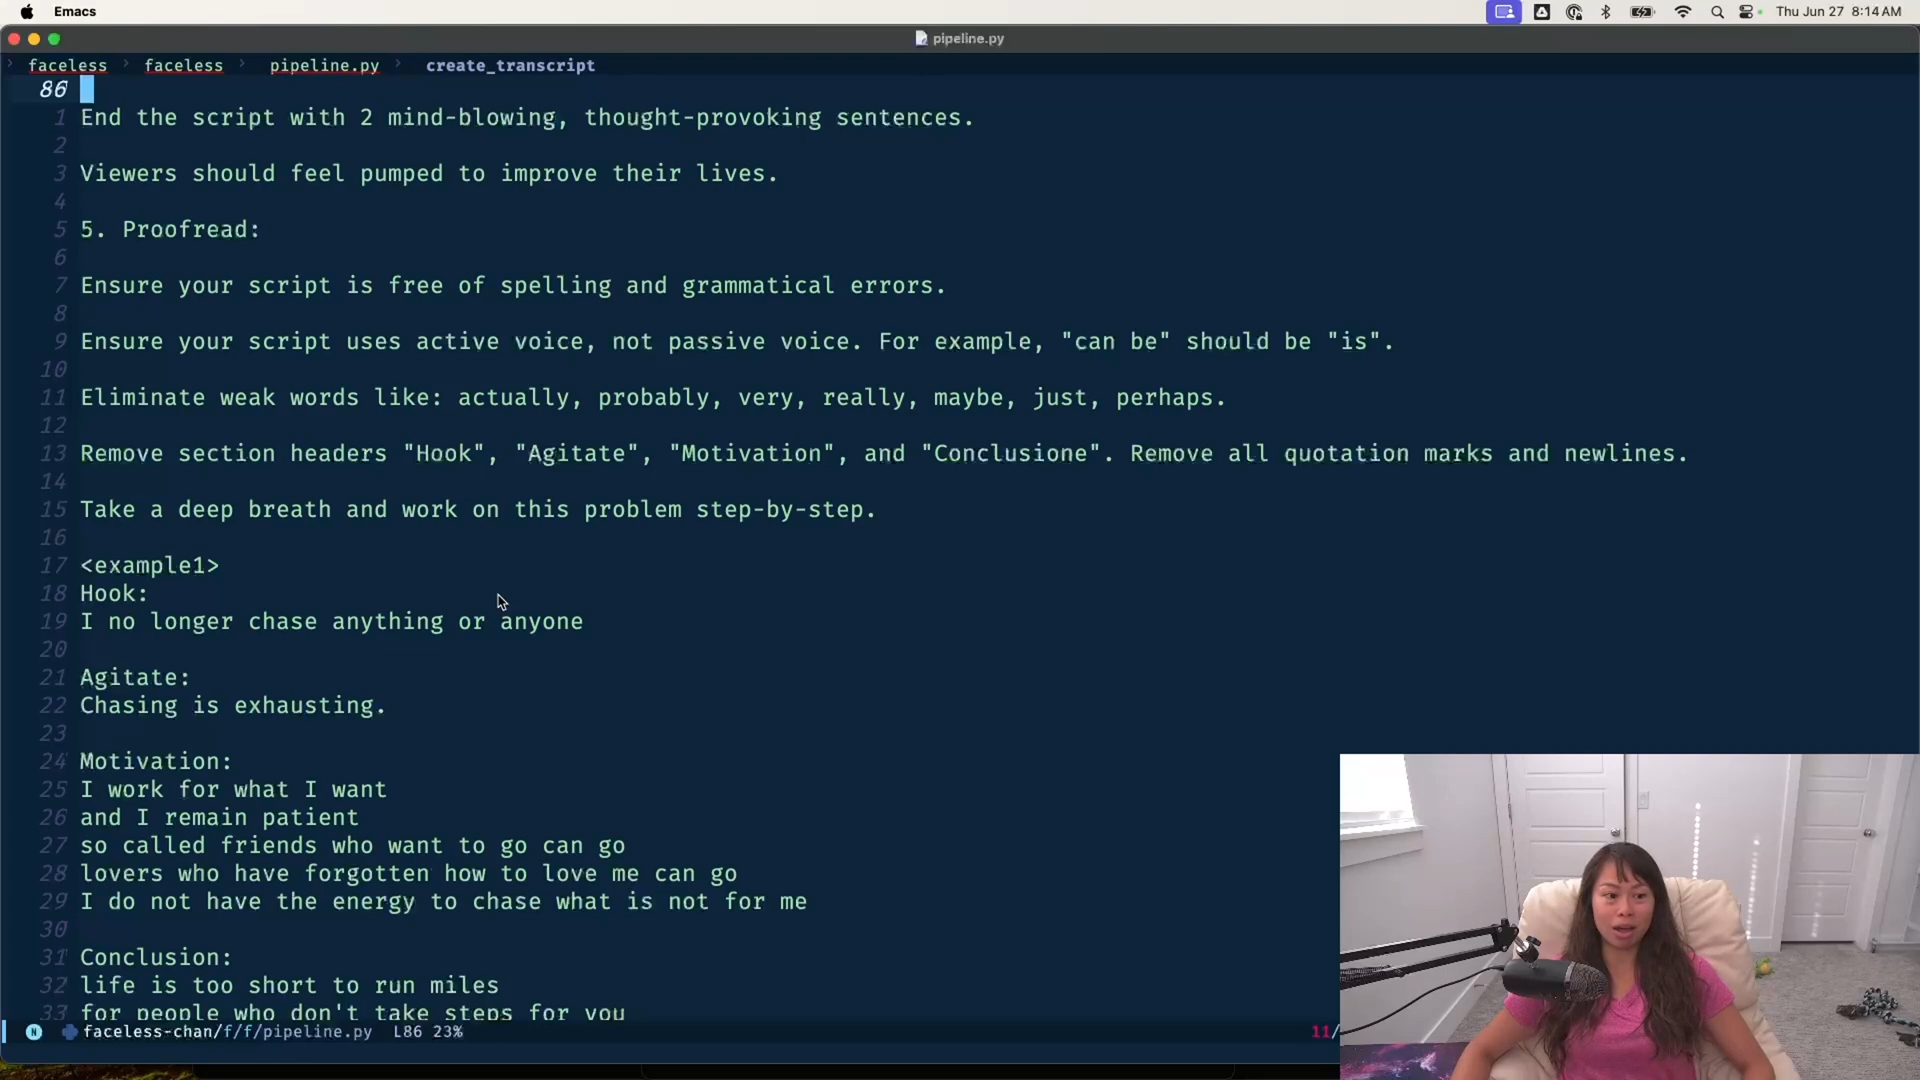 Emacs
Thu Jun 27 8:14 AM
pipeline.py
faceless › faceless › pipeline.py › create_transcript
86
1 End the script with 2 mind-blowing, thought-provoking sentences.
2
3 Viewers should feel pumped to improve their lives.
4
5 5. Proofread:
6
7 Ensure your script is free of spelling and grammatical errors.
8
9 Ensure your script uses active voice, not passive voice. For example, "can be" should be "is".
10
11 Eliminate weak words like: actually, probably, very, really, maybe, just, perhaps.
12
13 Remove section headers "Hook", "Agitate", "Motivation", and "Conclusione". Remove all quotation marks and newlines.
14
15 Take a deep breath and work on this problem step-by-step.
16
17 <example1>
18 Hook:
19 I no longer chase anything or anyone
20
21 Agitate:
22 Chasing is exhausting.
23
24 Motivation:
25 I work for what I want
26 and I remain patient
27 so called friends who want to go can go
28 lovers who have forgotten how to love me can go
29 I do not have the energy to chase what is not for me
30
31 Conclusion:
32 life is too short to run miles
33 for people who don't take steps for you
N faceless-chan/f/f/pipeline.py L86 23% 11/